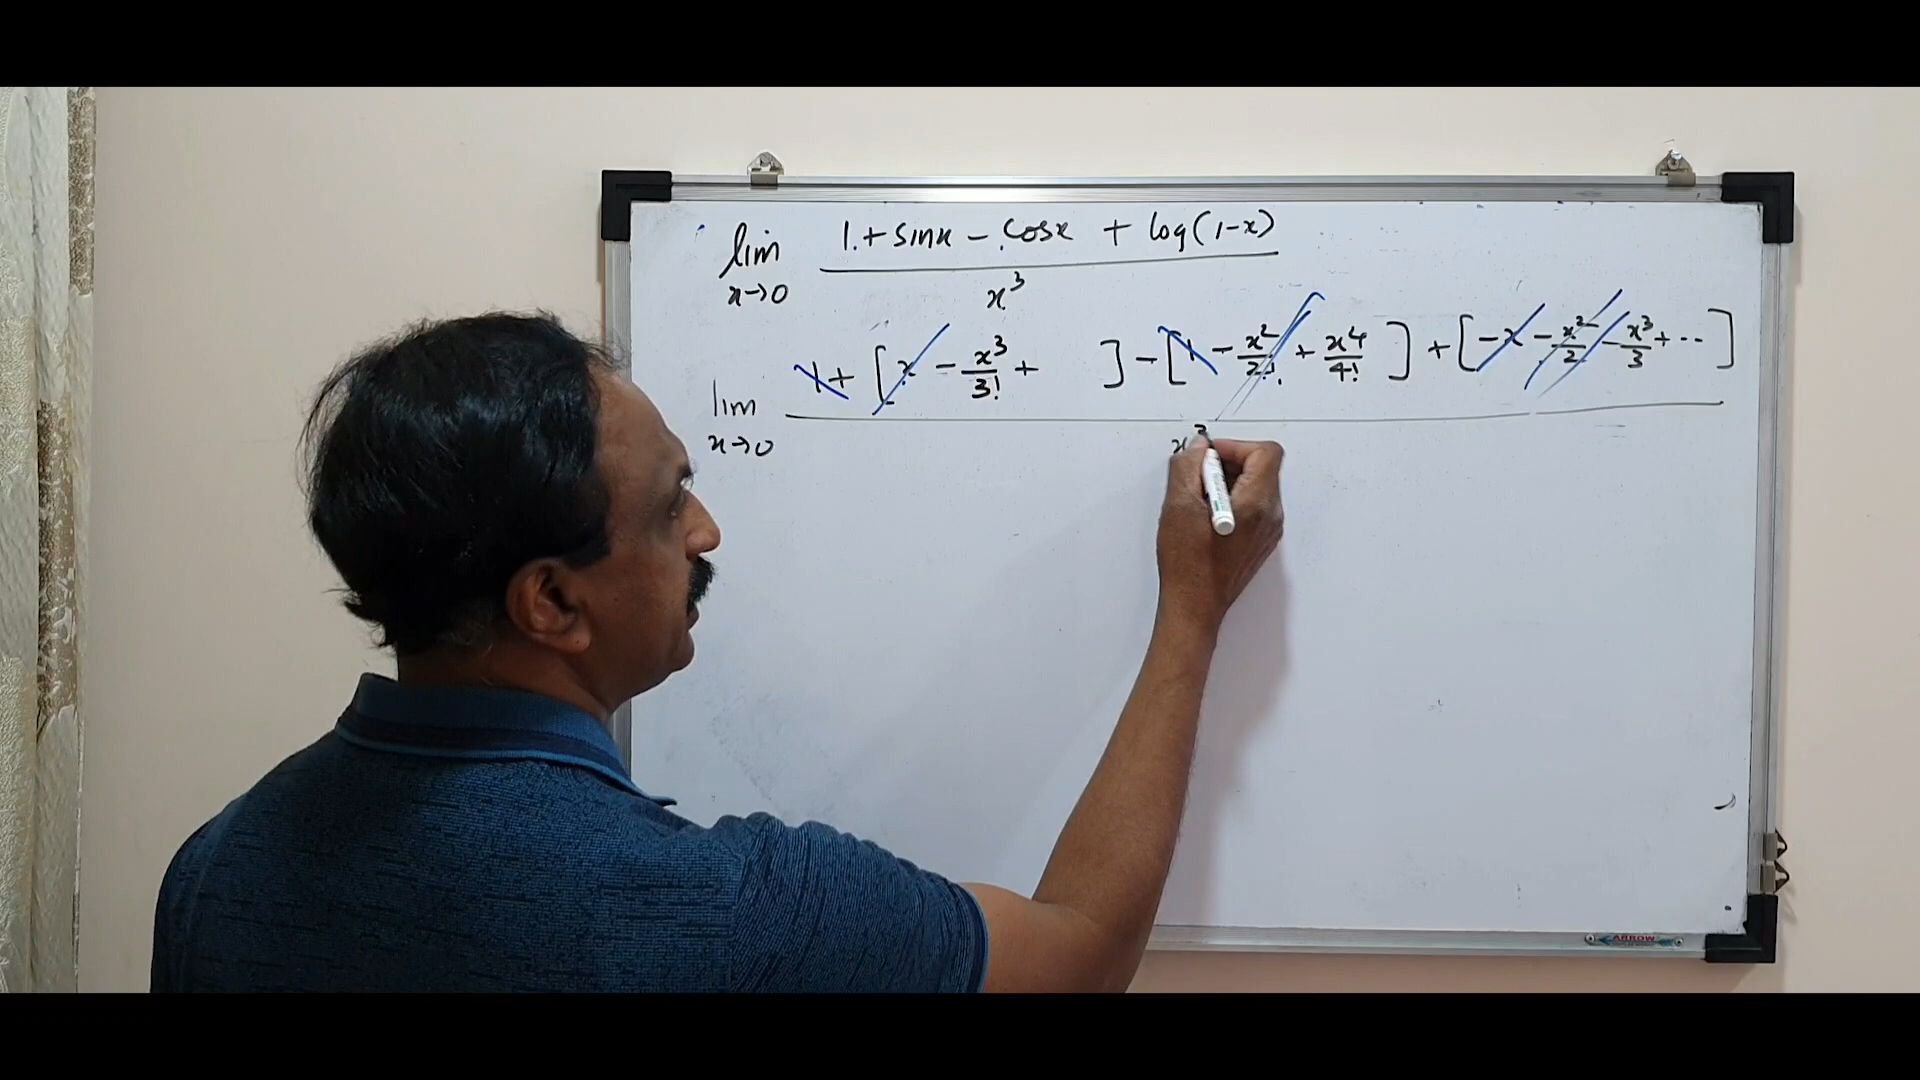 lim x→0 (1 + sinx - cosx + log(1-x)) / x³
lim x→0 (1 + [x - x³/3! + ] - [1 - x²/2! + x⁴/4! ] + [-x - x²/2 - x³/3 + ...]) / x³
ARROW